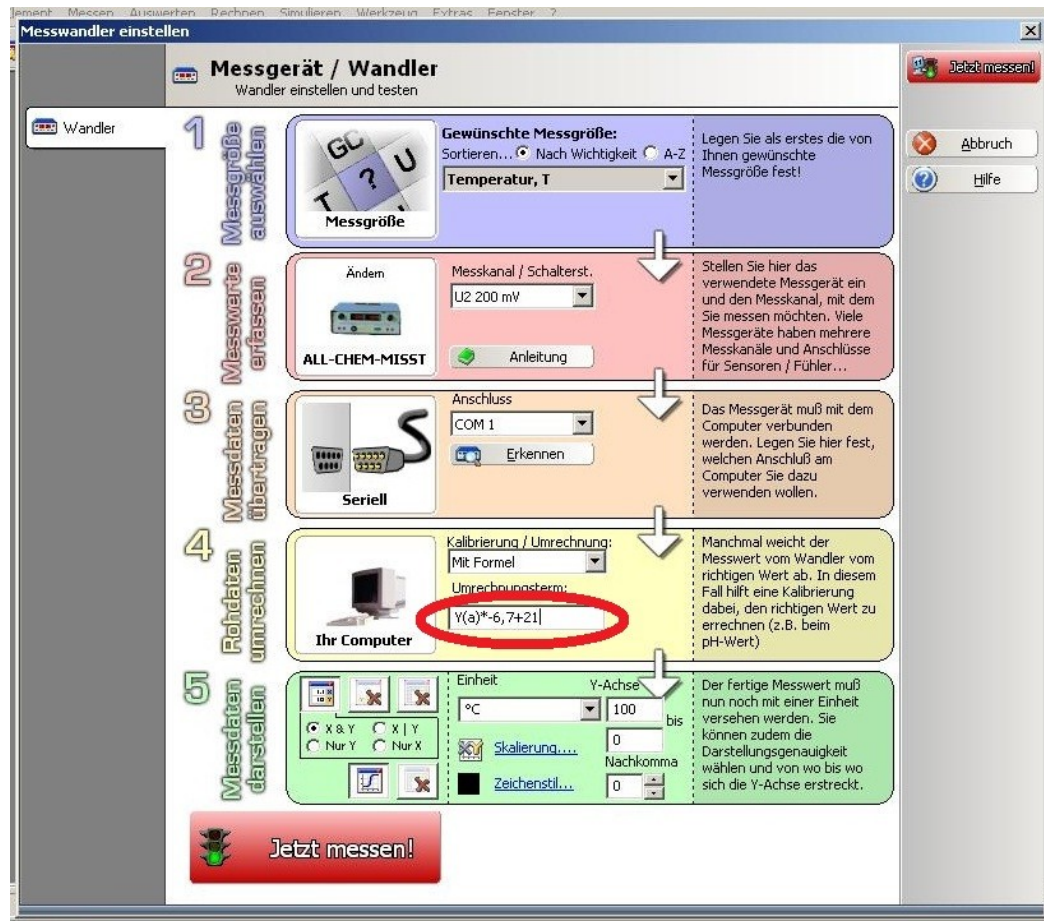 Element Messen Auswerten Rechnen Simulieren Werkzeug Extras Fenster ?
Messwandler einstellen
Messgerät / Wandler
Wandler einstellen und testen
Jetzt messen!
Wandler
Abbruch
Hilfe
1
Messgröße
auswählen
GC
U
?
T
Messgröße
Gewünschte Messgröße:
Sortieren... Nach Wichtigkeit A-Z
Temperatur, T
Legen Sie als erstes die von
Ihnen gewünschte
Messgröße fest!
2
Messwerte
erfassen
Ändern
ALL-CHEM-MISST
Messkanal / Schalterst.
U2 200 mV
Anleitung
Stellen Sie hier das
verwendete Messgerät ein
und den Messkanal, mit dem
Sie messen möchten. Viele
Messgeräte haben mehrere
Messkanäle und Anschlüsse
für Sensoren / Fühler...
3
Messdaten
übertragen
Seriell
Anschluss
COM 1
Erkennen
Das Messgerät muß mit dem
Computer verbunden
werden. Legen Sie hier fest,
welchen Anschluß am
Computer Sie dazu
verwenden wollen.
4
Rohdaten
umrechnen
Ihr Computer
Kalibrierung / Umrechnung:
Mit Formel
Umrechnungsterm:
Y(a)*-6,7+21
Manchmal weicht der
Messwert vom Wandler vom
richtigen Wert ab. In diesem
Fall hilft eine Kalibrierung
dabei, den richtigen Wert zu
errechnen (z.B. beim
pH-Wert)
5
Messdaten
darstellen
X & Y X | Y
Nur Y Nur X
Einheit
°C
Skalierung....
Zeichenstil...
Y-Achse
100
bis
0
Nachkomma
0
Der fertige Messwert muß
nun noch mit einer Einheit
versehen werden. Sie
können zudem die
Darstellungsgenauigkeit
wählen und von wo bis wo
sich die Y-Achse erstreckt.
Jetzt messen!